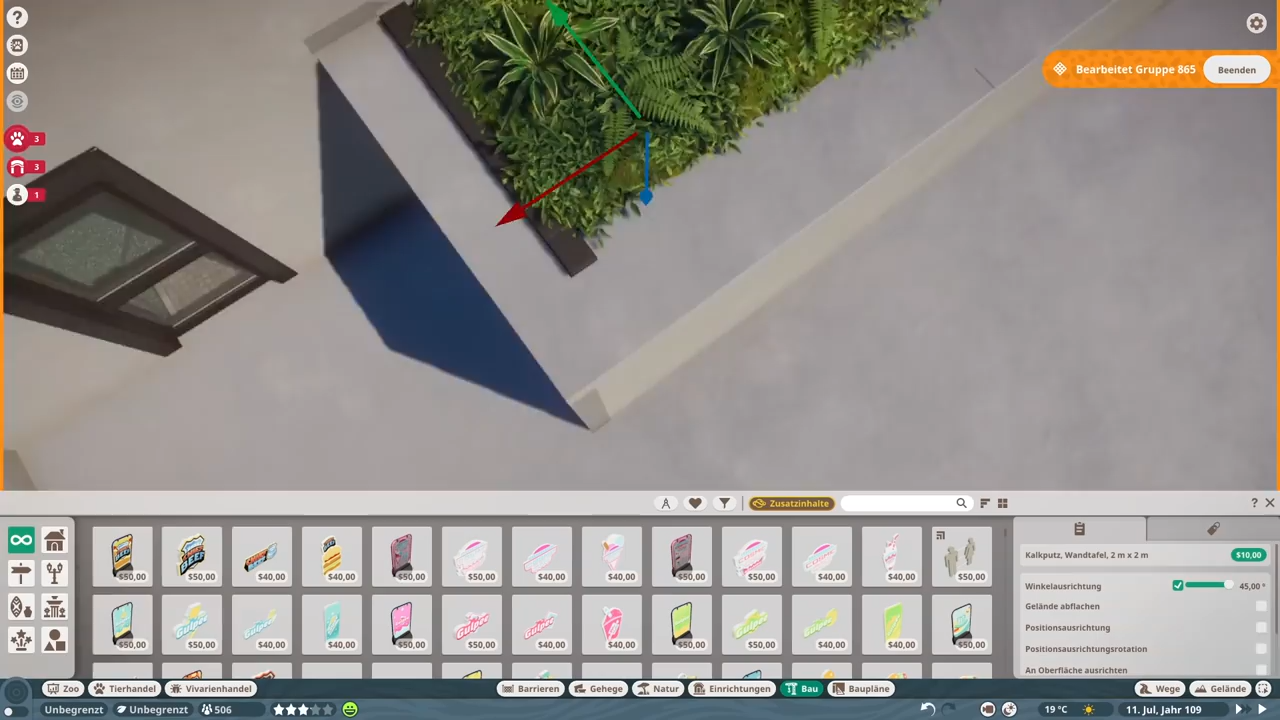 ?
Bearbeitet Gruppe 865
Beenden
3
3
1
Zusatzinhalte
?
$50,00 $50,00 $40,00 $40,00 $50,00 $50,00 $40,00 $40,00 $50,00 $50,00 $40,00 $40,00 $50,00
$50,00 $50,00 $40,00 $40,00 $50,00 $50,00 $40,00 $40,00 $50,00 $50,00 $40,00 $40,00 $50,00
Kalkputz, Wandtafel, 2 m x 2 m
$10,00
Winkelausrichtung
45,00 °
Gelände abflachen
Positionsausrichtung
Positionsausrichtungsrotation
An Oberfläche ausrichten
Zoo
Tierhandel
Vivarienhandel
Barrieren
Gehege
Natur
Einrichtungen
Bau
Baupläne
Wege
Gelände
Unbegrenzt
Unbegrenzt
506
19 °C
11. Jul, Jahr 109